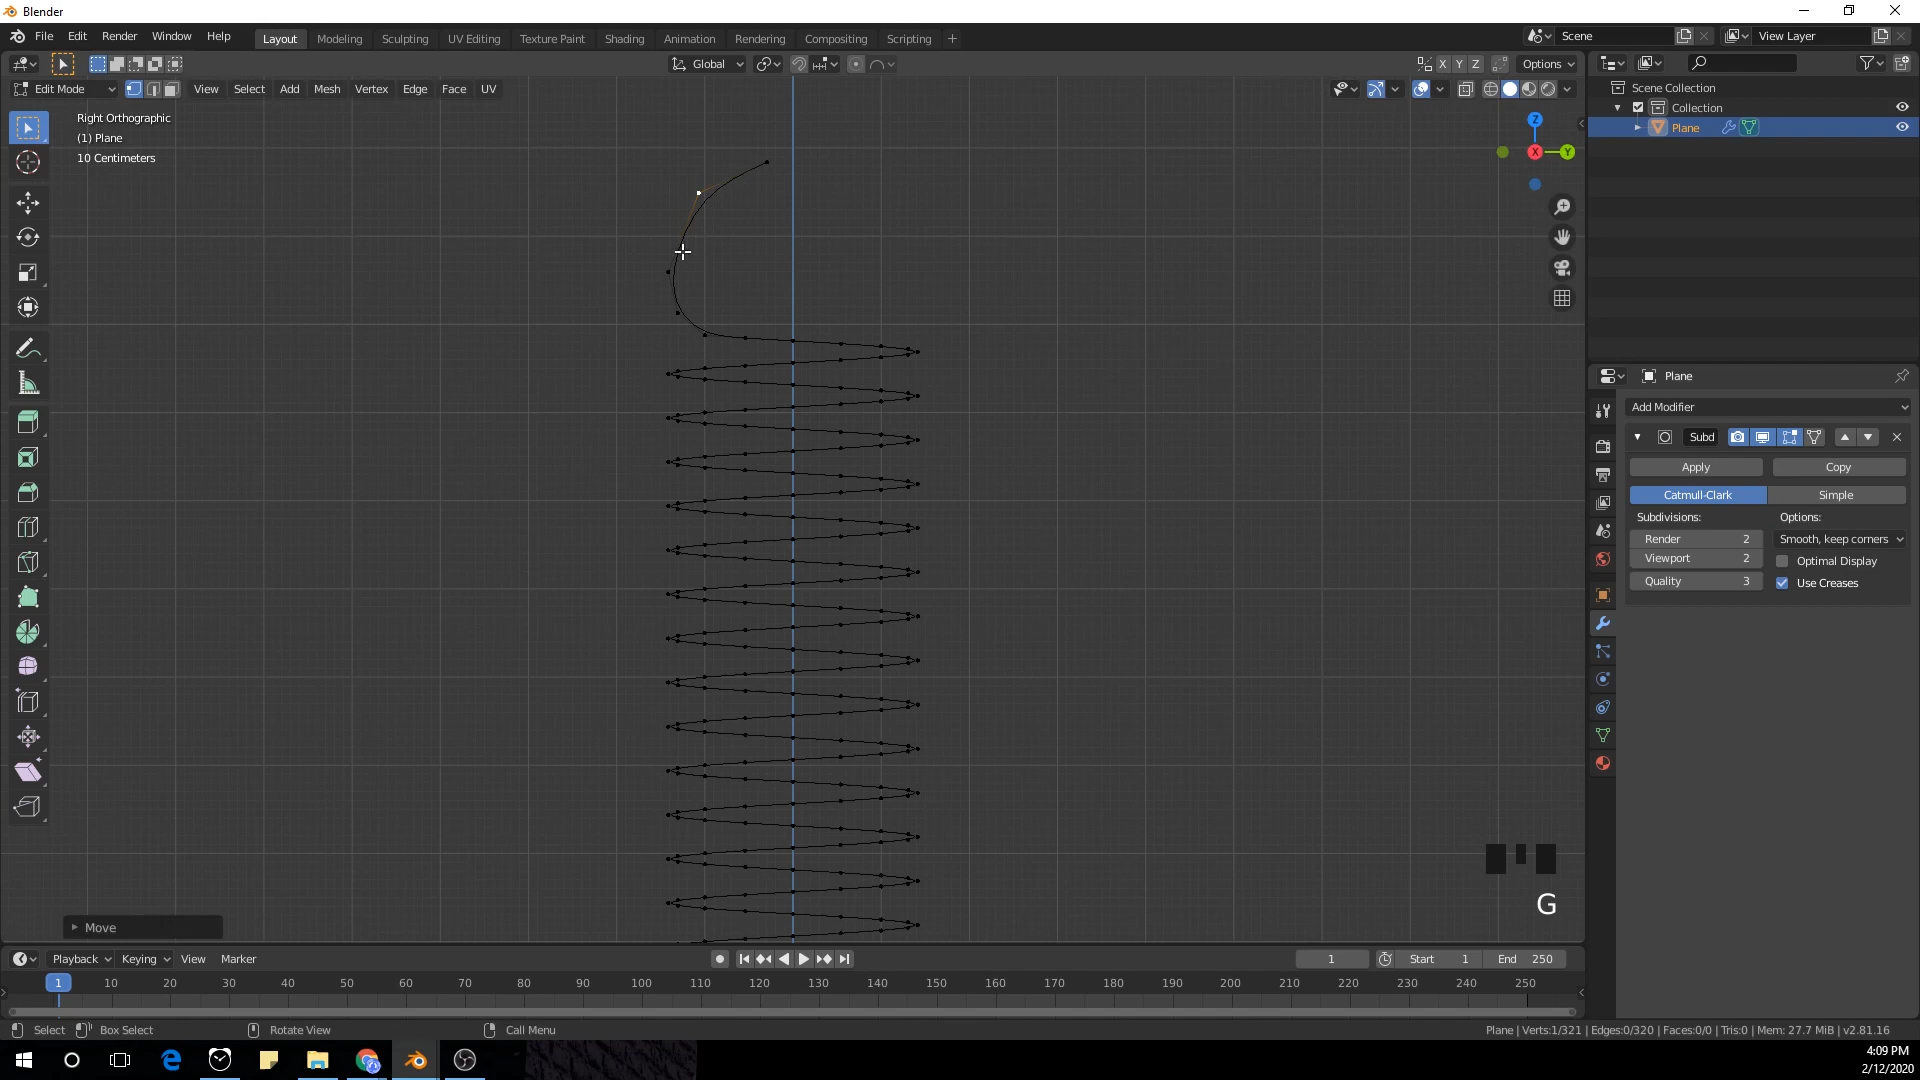 Blender
File Edit Render Window Help
Layout Modeling Sculpting UV Editing Texture Paint Shading Animation Rendering Compositing Scripting +
Scene
View Layer
Global
X Y Z
Options
Edit Mode View Select Add Mesh Vertex Edge Face UV
Right Orthographic
(1) Plane
10 Centimeters
Z
X
Y
Scene Collection
Collection
Plane
Plane
Add Modifier
Subd
Apply Copy
Catmull-Clark Simple
Subdivisions: Options:
Render 2 Smooth, keep corners
Viewport 2 Optimal Display
Quality 3 Use Creases
G
Move
Playback Keying View Marker
1 Start 1 End 250
1 10 20 30 40 50 60 70 80 90 100 110 120 130 140 150 160 170 180 190 200 210 220 230 240 250
Select Box Select Rotate View Call Menu
Plane | Verts:1/321 | Edges:0/320 | Faces:0/0 | Tris:0 | Mem: 27.7 MiB | v2.81.16
4:09 PM
2/12/2020